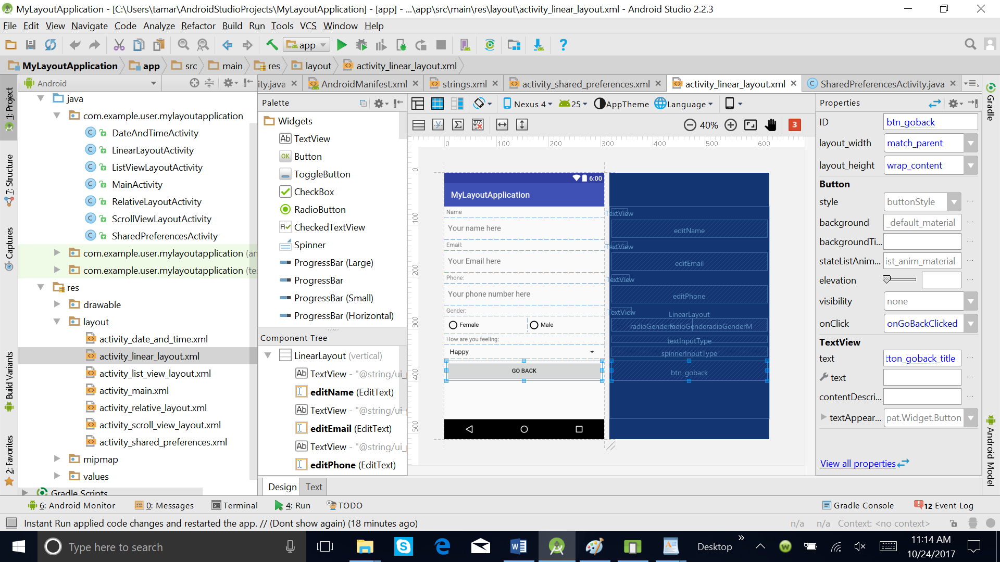 MyLayoutApplication - [C:\Users\tamar\AndroidStudioProjects\MyLayoutApplication] - [app] - ...\app\src\main\res\layout\activity_linear_layout.xml - Android Studio 2.2.3
File Edit View Navigate Code Analyze Refactor Build Run Tools VCS Window Help
app
MyLayoutApplication app src main res layout activity_linear_layout.xml
Android
ity.java AndroidManifest.xml strings.xml activity_shared_preferences.xml activity_linear_layout.xml SharedPreferencesActivity.java
1: Project
7: Structure
Captures
Build Variants
2: Favorites
java
com.example.user.mylayoutapplication
DateAndTimeActivity
LinearLayoutActivity
ListViewLayoutActivity
MainActivity
RelativeLayoutActivity
ScrollViewLayoutActivity
SharedPreferencesActivity
com.example.user.mylayoutapplication (an
com.example.user.mylayoutapplication (te
res
drawable
layout
activity_date_and_time.xml
activity_linear_layout.xml
activity_list_view_layout.xml
activity_main.xml
activity_relative_layout.xml
activity_scroll_view_layout.xml
activity_shared_preferences.xml
mipmap
values
Gradle Scripts
Palette
Widgets
Ab TextView
OK Button
ToggleButton
CheckBox
RadioButton
CheckedTextView
Spinner
ProgressBar (Large)
ProgressBar
ProgressBar (Small)
ProgressBar (Horizontal)
Component Tree
LinearLayout (vertical)
Ab TextView - "@string/ui_
editName (EditText)
Ab TextView - "@string/ui_
editEmail (EditText)
Ab TextView - "@string/ui_
editPhone (EditText)
Design Text
Nexus 4 25 AppTheme Language
40% 3
0 100 200 300 400 500 600
0
100
200
300
400
500
6:00
MyLayoutApplication
Name
Your name here
Email:
Your Email here
Phone:
Your phone number here
Gender:
Female Male
How are you feeling:
Happy
GO BACK
TextView
editName
TextView
editEmail
TextView
editPhone
TextView
LinearLayout
radioGenderFadioGenderadioGenderM
textInputType
spinnerInputType
btn_goback
Properties
ID btn_goback
layout_width match_parent
layout_height wrap_content
Button
style buttonStyle ...
background _default_material ...
backgroundTi... ...
stateListAnim... ist_anim_material ...
elevation ...
visibility none
onClick onGoBackClicked
TextView
text tton_goback_title ...
text ...
contentDescri... ...
textAppear... pat.Widget.Button
View all properties
Gradle
Android Model
6: Android Monitor 0: Messages Terminal 4: Run TODO Gradle Console 12 Event Log
Instant Run applied code changes and restarted the app. // (Dont show again) (18 minutes ago) n/a n/a Context: <no context>
Type here to search Desktop 11:14 AM
10/24/2017